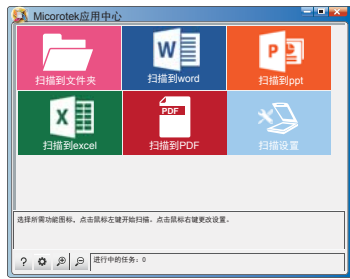 Microrotek应用中心
扫描到文件夹
扫描到word
扫描到ppt
扫描到excel
PDF
扫描到PDF
扫描设置
选择所需功能图标，点击鼠标左键开始扫描。点击鼠标右键更改设置。
进行中的任务：0